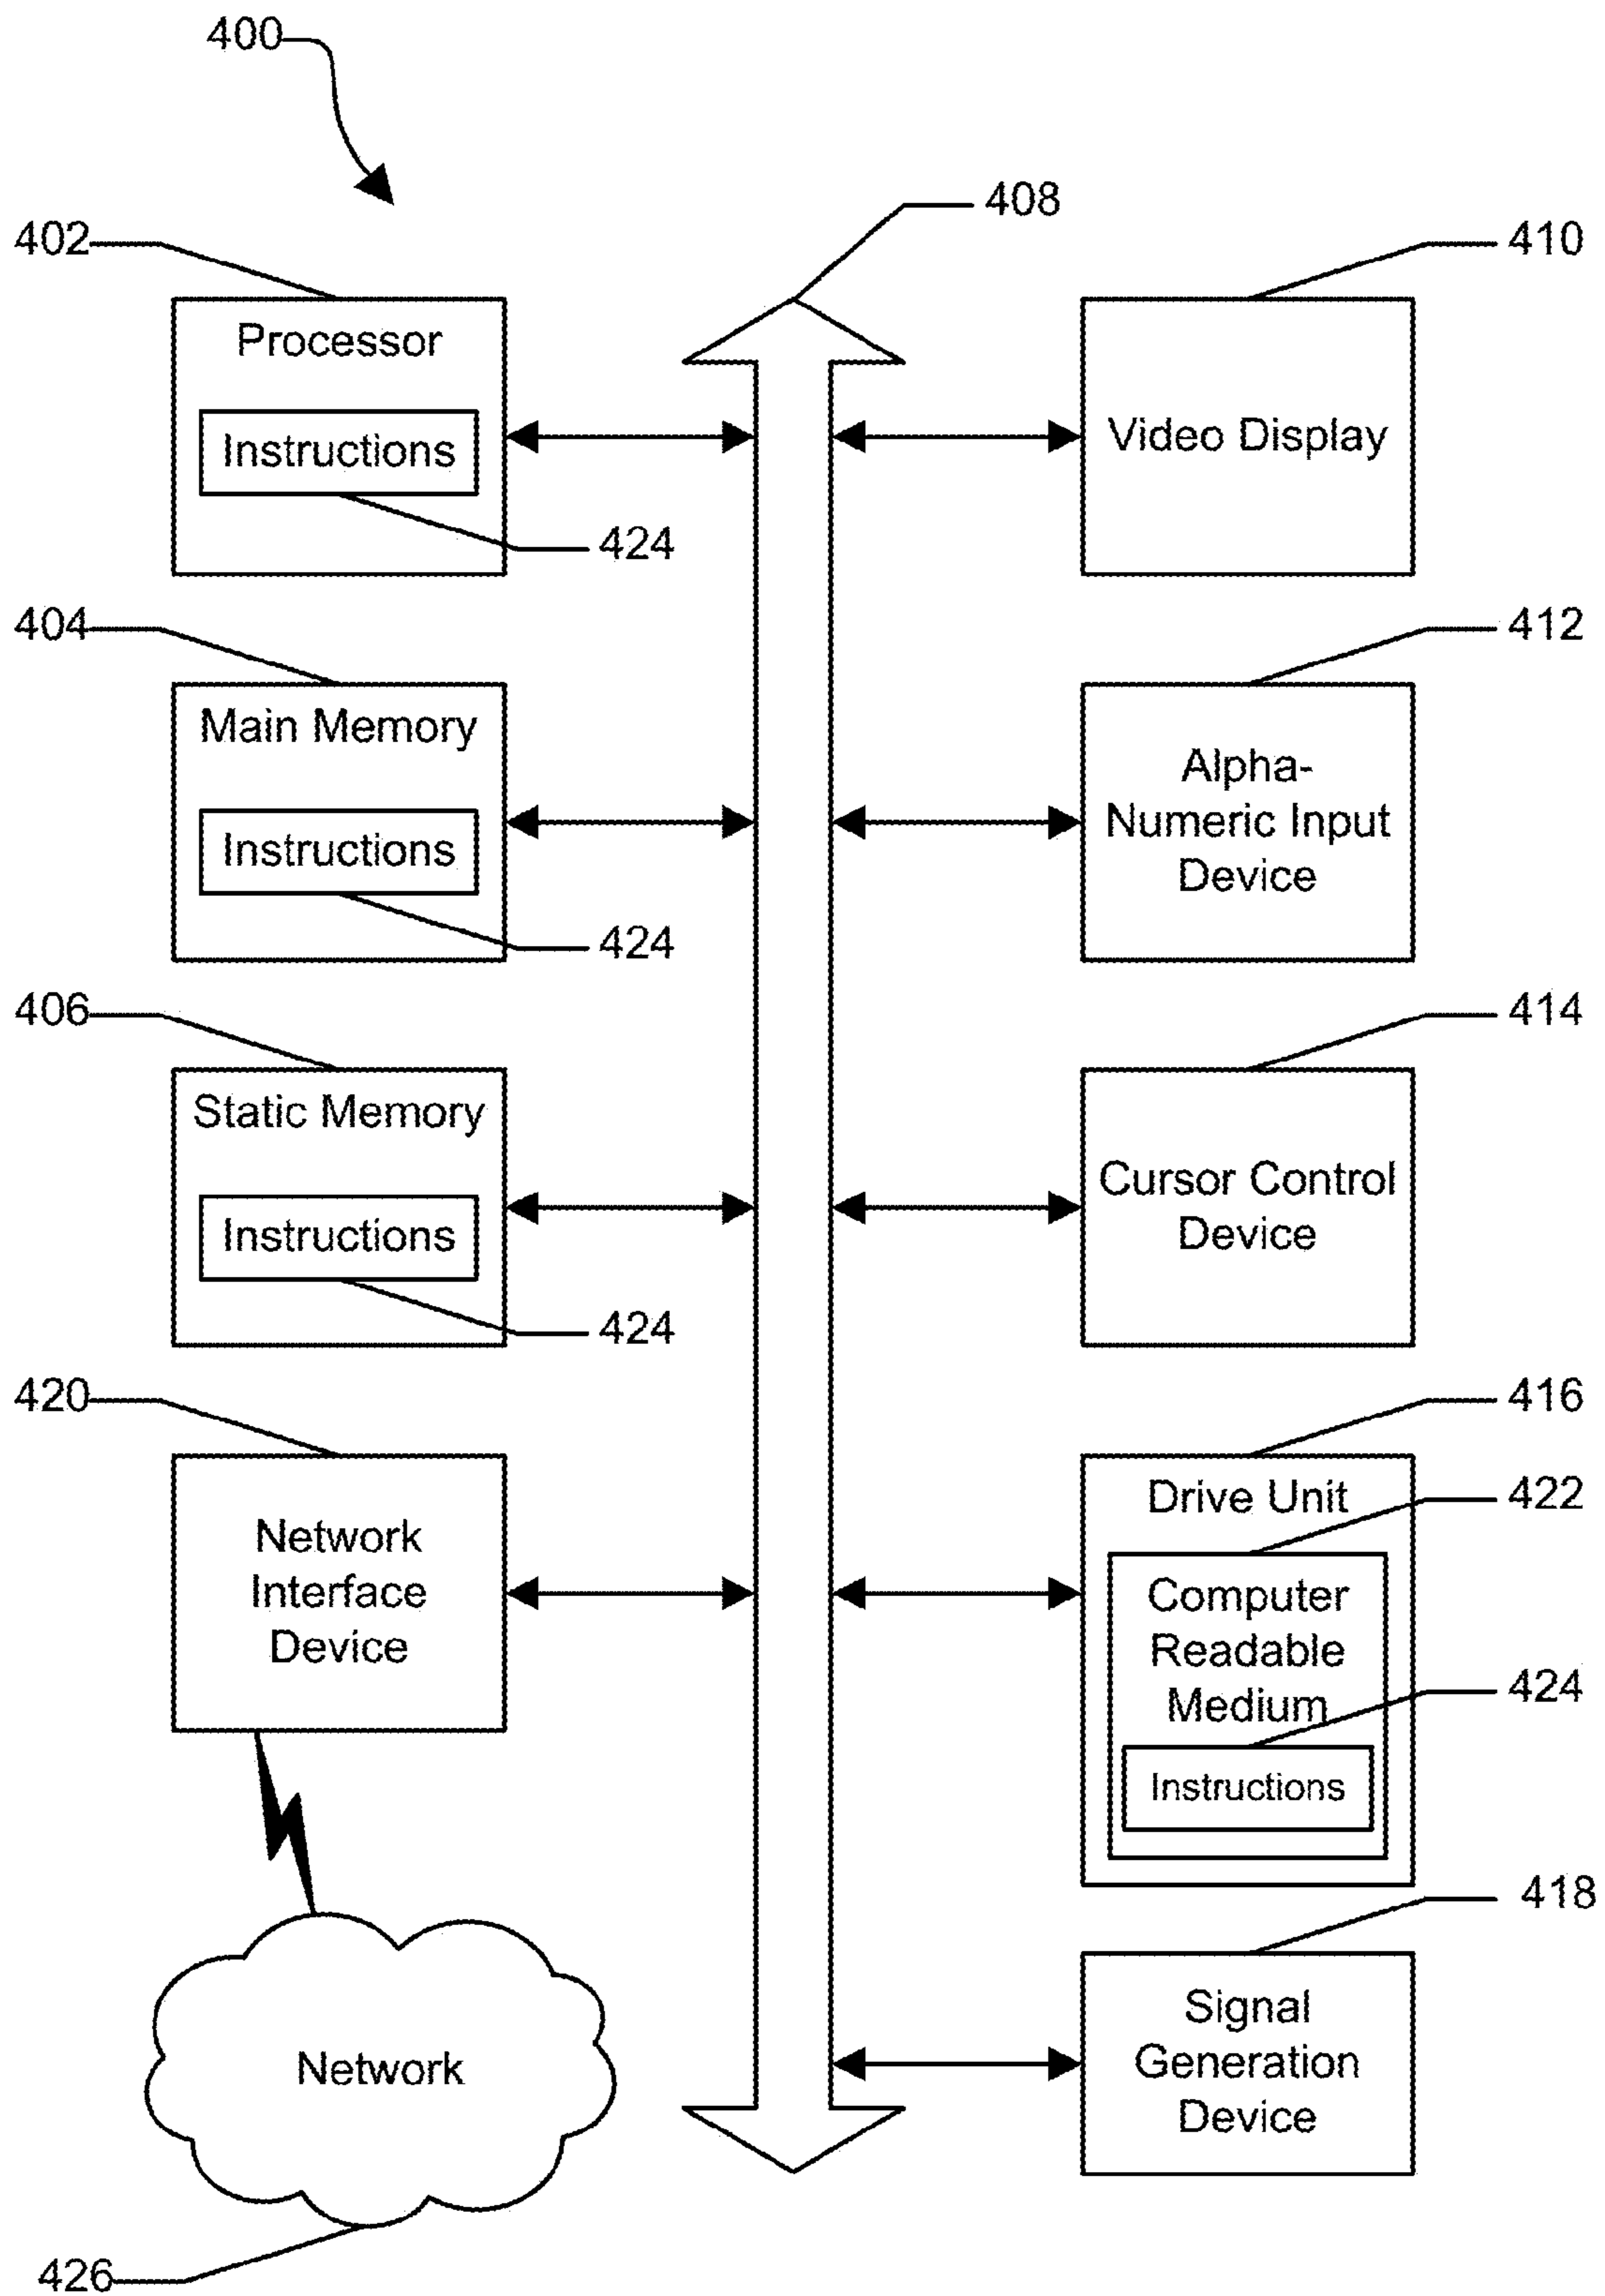 400
408
402
Processor
Instructions
424
404
Main Memory
Instructions
424
406
Static Memory
Instructions
424
420
Network
Interface
Device
Network
426
410
Video Display
412
Alpha-
Numeric Input
Device
414
Cursor Control
Device
416
Drive Unit
422
Computer
Readable
Medium
424
Instructions
418
Signal
Generation
Device